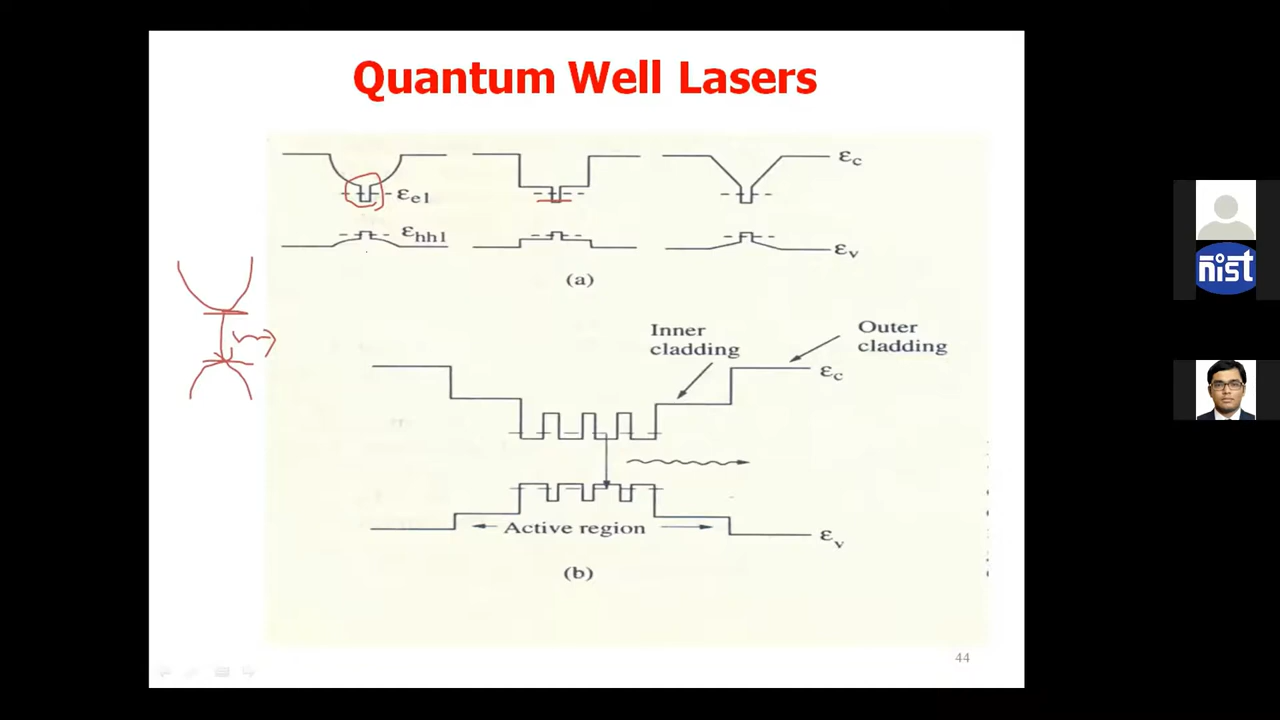 Quantum Well Lasers
εc
εe1
εhh1
εv
(a)
Inner
cladding
Outer
cladding
εc
Active region
εv
(b)
44
nist